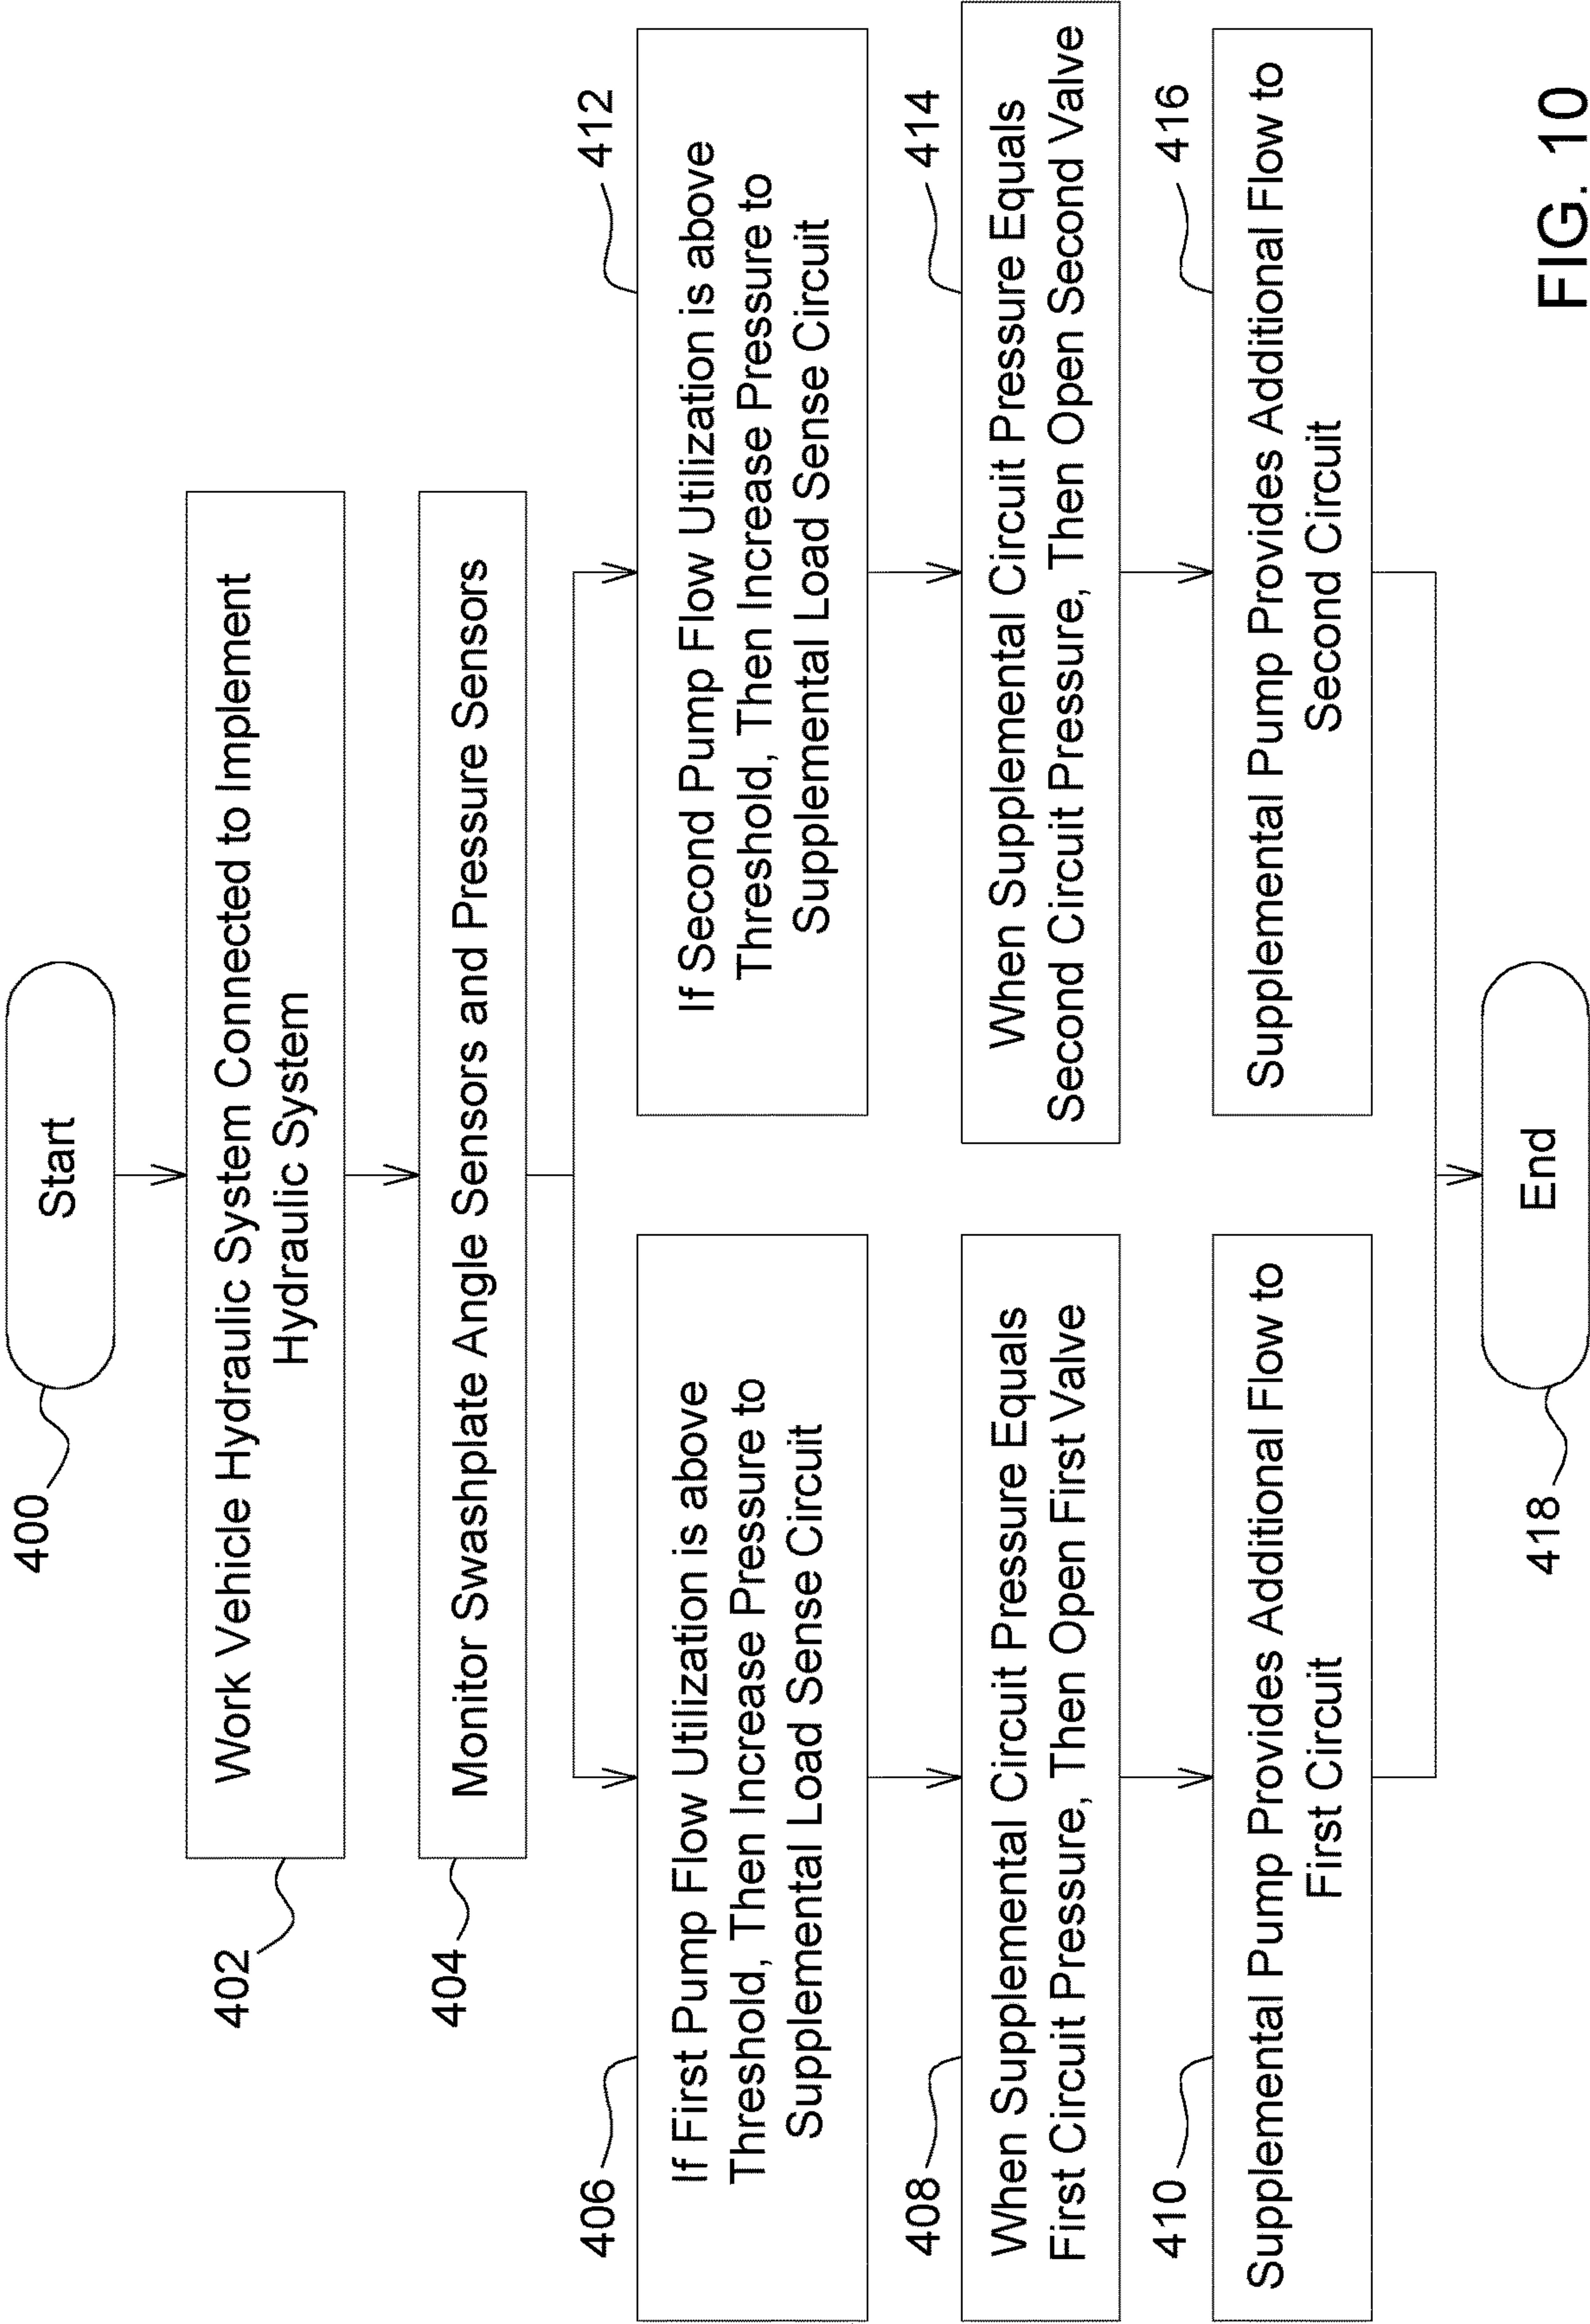 Start
400
Work Vehicle Hydraulic System Connected to Implement
Hydraulic System
402
Monitor Swashplate Angle Sensors and Pressure Sensors
404
If First Pump Flow Utilization is above
Threshold, Then Increase Pressure to
Supplemental Load Sense Circuit
406
When Supplemental Circuit Pressure Equals
First Circuit Pressure, Then Open First Valve
408
Supplemental Pump Provides Additional Flow to
First Circuit
410
If Second Pump Flow Utilization is above
Threshold, Then Increase Pressure to
Supplemental Load Sense Circuit
412
When Supplemental Circuit Pressure Equals
Second Circuit Pressure, Then Open Second Valve
414
Supplemental Pump Provides Additional Flow to
Second Circuit
416
End
418
FIG. 10